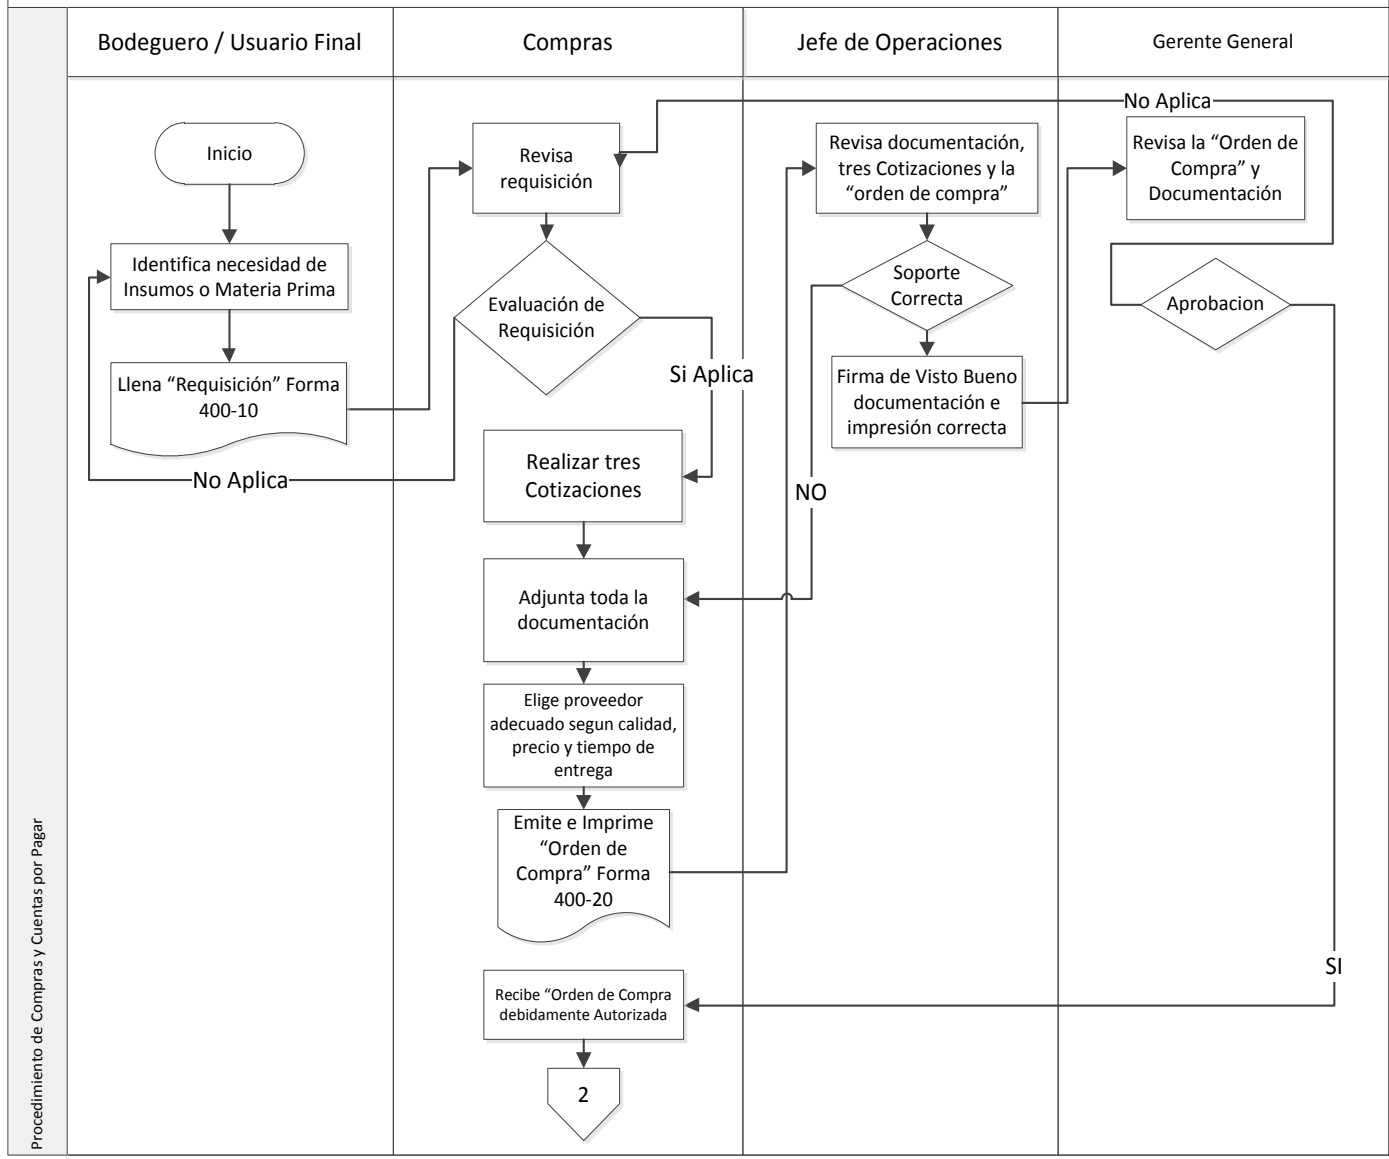 Procedimiento de Compras y Cuentas por Pagar
Bodeguero / Usuario Final
Compras
Jefe de Operaciones
Gerente General
Inicio
Identifica necesidad de
Insumos o Materia Prima
Llena “Requisición” Forma
400-10
No Aplica
Revisa
requisición
Evaluación de
Requisición
Si Aplica
Realizar tres
Cotizaciones
Adjunta toda la
documentación
Elige proveedor
adecuado segun calidad,
precio y tiempo de
entrega
Emite e Imprime
“Orden de
Compra” Forma
400-20
Recibe “Orden de Compra
debidamente Autorizada
2
Revisa documentación,
tres Cotizaciones y la
“orden de compra”
Soporte
Correcta
NO
Firma de Visto Bueno
documentación e
impresión correcta
No Aplica
Revisa la “Orden de
Compra” y
Documentación
Aprobacion
SI